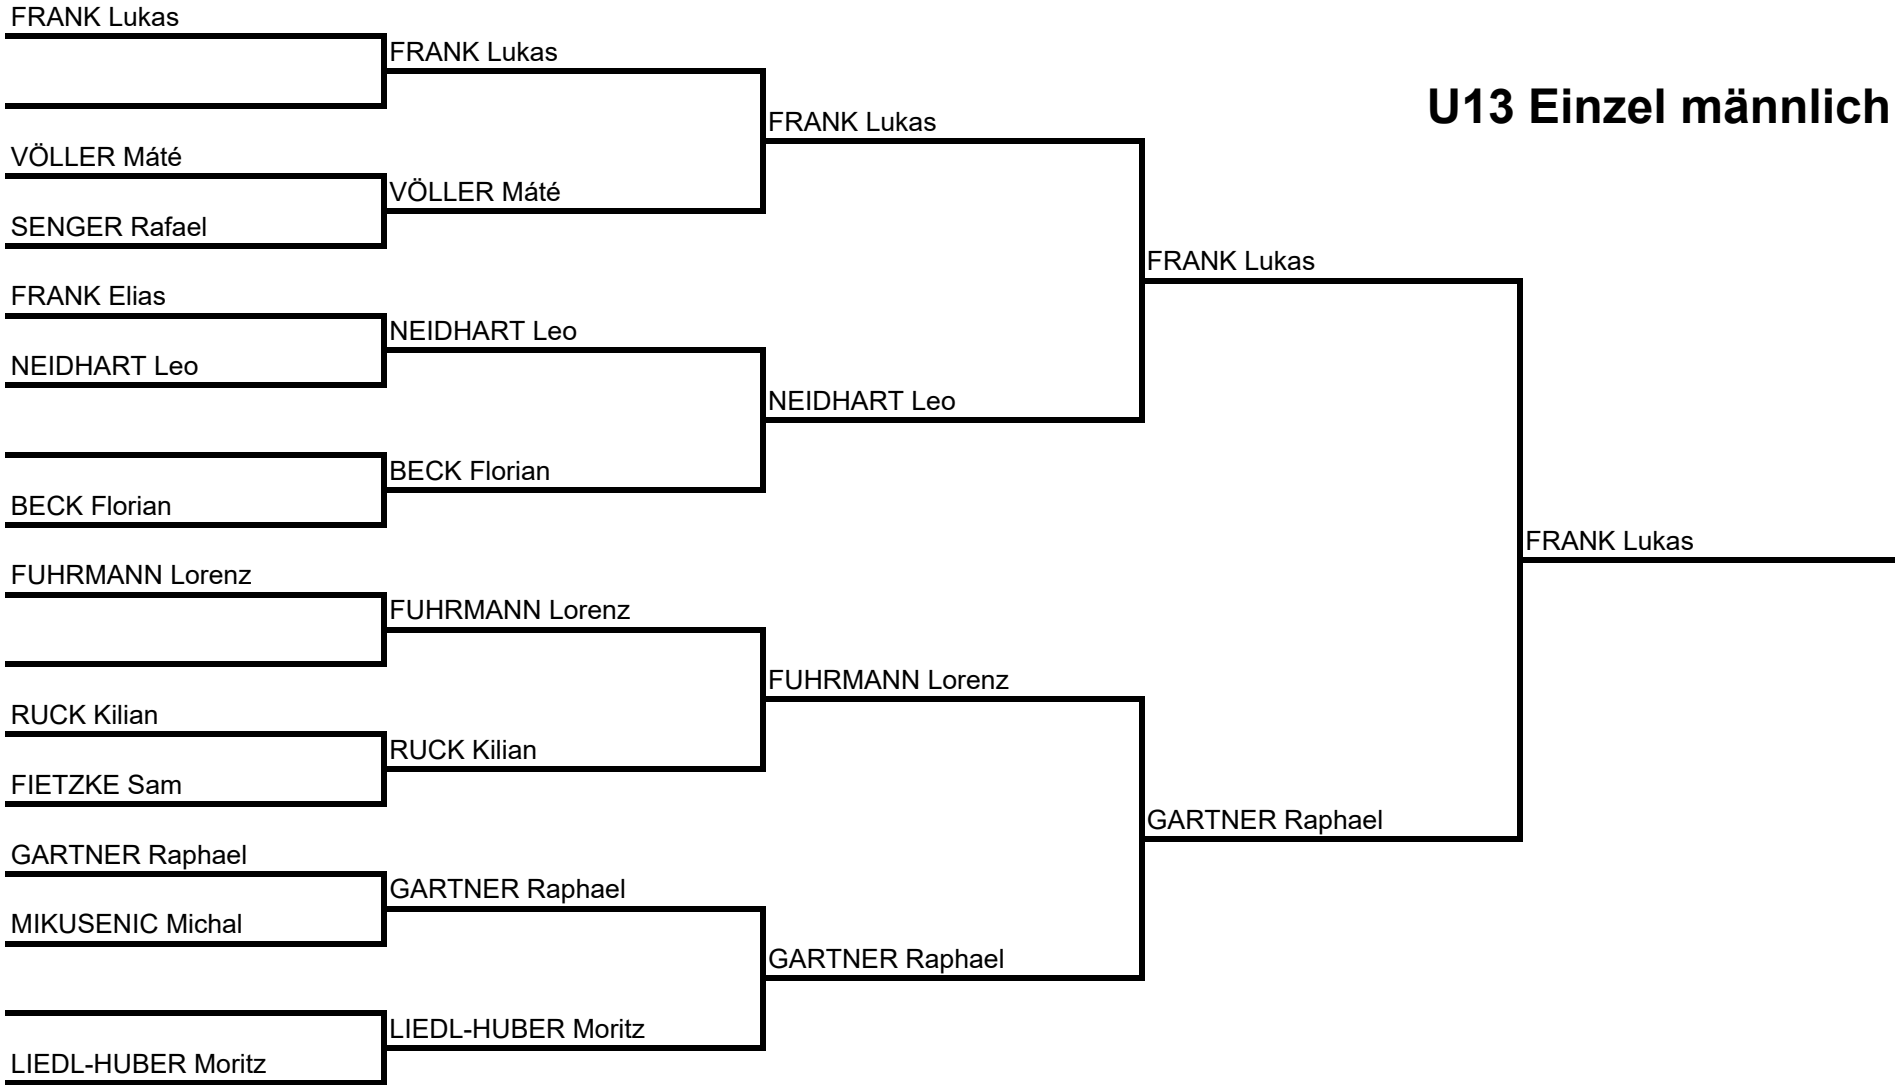 FRANK Lukas
FRANK Lukas
U13 Einzel männlich
FRANK Lukas
VÖLLER Máté
VÖLLER Máté
SENGER Rafael
FRANK Lukas
FRANK Elias
NEIDHART Leo
NEIDHART Leo
NEIDHART Leo
BECK Florian
BECK Florian
FRANK Lukas
FUHRMANN Lorenz
FUHRMANN Lorenz
FUHRMANN Lorenz
RUCK Kilian
RUCK Kilian
FIETZKE Sam
GARTNER Raphael
GARTNER Raphael
GARTNER Raphael
MIKUSENIC Michal
GARTNER Raphael
LIEDL-HUBER Moritz
LIEDL-HUBER Moritz